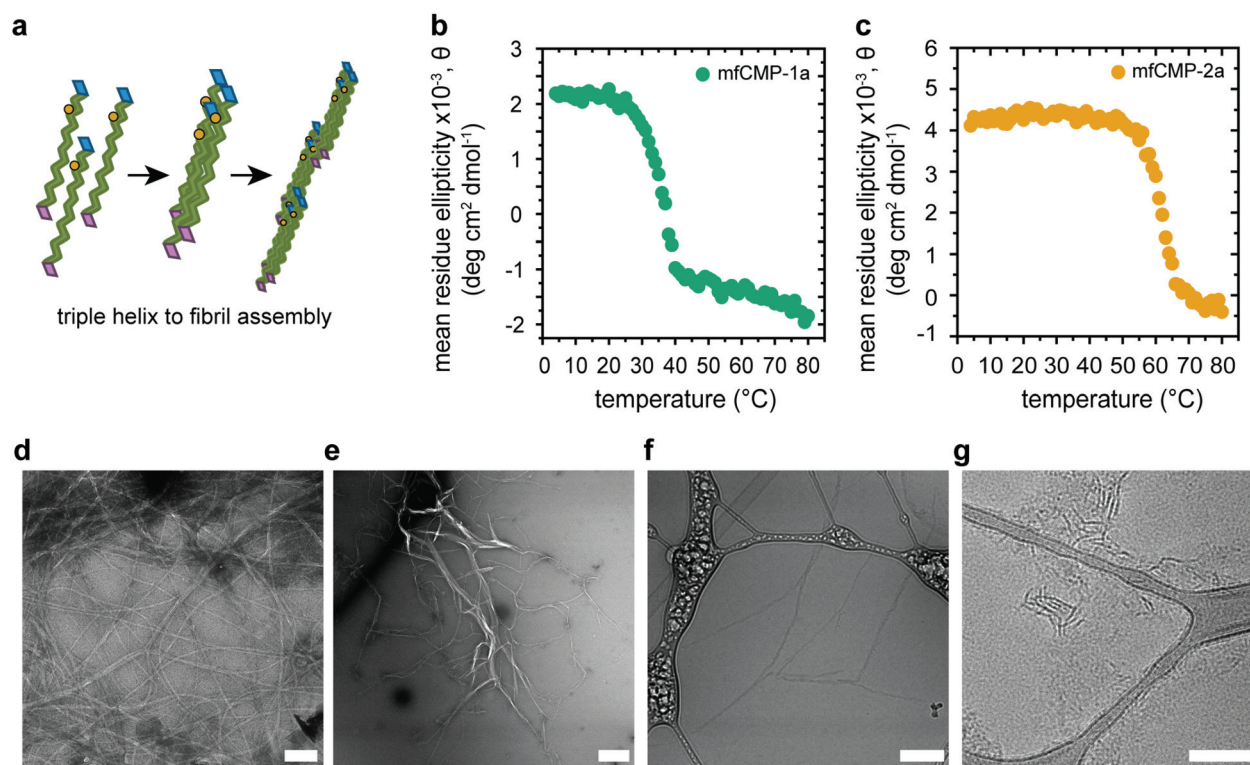 a
triple helix to fibril assembly
b
mean residue ellipticity x10⁻³, θ
(deg cm² dmol⁻¹)
3
2
1
0
-1
-2
mfCMP-1a
0 10 20 30 40 50 60 70 80
temperature (°C)
c
mean residue ellipticity x10⁻³, θ
(deg cm² dmol⁻¹)
6
5
4
3
2
1
0
-1
mfCMP-2a
0 10 20 30 40 50 60 70 80
temperature (°C)
d
e
f
g